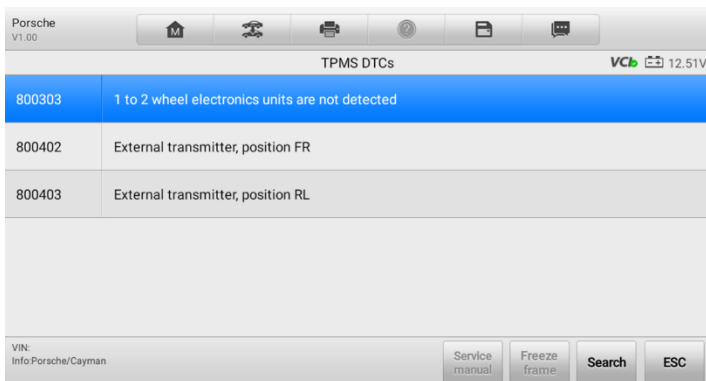 Porsche
V1.00
M
?
TPMS DTCs
VCI 12.51V
800303 1 to 2 wheel electronics units are not detected
800402 External transmitter, position FR
800403 External transmitter, position RL
VIN:
Info:Porsche/Cayman
Service
manual
Freeze
frame
Search
ESC